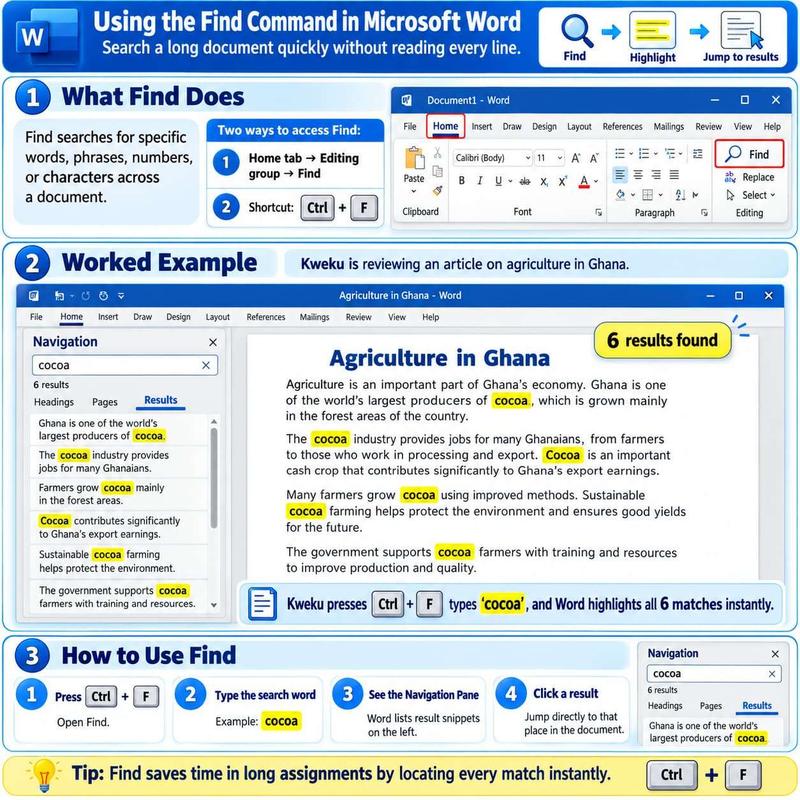 W
Using the Find Command in Microsoft Word
Search a long document quickly without reading every line.
Find
Highlight
Jump to results
1 What Find Does
Find searches for specific
words, phrases, numbers,
or characters across
a document.
Two ways to access Find:
1 Home tab → Editing
group → Find
2 Shortcut: Ctrl + F
Document1 - Word
File Home Insert Draw Design Layout References Mailings Review View Help
Paste
Clipboard
Calibri (Body) 11 A A
B I U ab X, X' A
Font
Paragraph
Find
Replace
Select
Editing
2 Worked Example
Kweku is reviewing an article on agriculture in Ghana.
Agriculture in Ghana - Word
File Home Insert Draw Design Layout References Mailings Review View Help
Navigation
cocoa
6 results
Headings Pages Results
Ghana is one of the world's
largest producers of cocoa.
The cocoa industry provides
jobs for many Ghanaians.
Farmers grow cocoa mainly
in the forest areas.
Cocoa contributes significantly
to Ghana's export earnings.
Sustainable cocoa farming
helps protect the environment.
The government supports cocoa
farmers with training and resources.
6 results found
Agriculture in Ghana
Agriculture is an important part of Ghana's economy. Ghana is one
of the world's largest producers of cocoa, which is grown mainly
in the forest areas of the country.
The cocoa industry provides jobs for many Ghanaians, from farmers
to those who work in processing and export. Cocoa is an important
cash crop that contributes significantly to Ghana's export earnings.
Many farmers grow cocoa using improved methods. Sustainable
cocoa farming helps protect the environment and ensures good yields
for the future.
The government supports cocoa farmers with training and resources
to improve production and quality.
Kweku presses Ctrl + F types 'cocoa', and Word highlights all 6 matches instantly.
3 How to Use Find
1 Press Ctrl + F
Open Find.
2 Type the search word
Example: cocoa
3 See the Navigation Pane
Word lists result snippets
on the left.
4 Click a result
Jump directly to that
place in the document.
Navigation
cocoa
6 results
Headings Pages Results
Ghana is one of the world's
largest producers of cocoa.
Tip: Find saves time in long assignments by locating every match instantly.
Ctrl + F